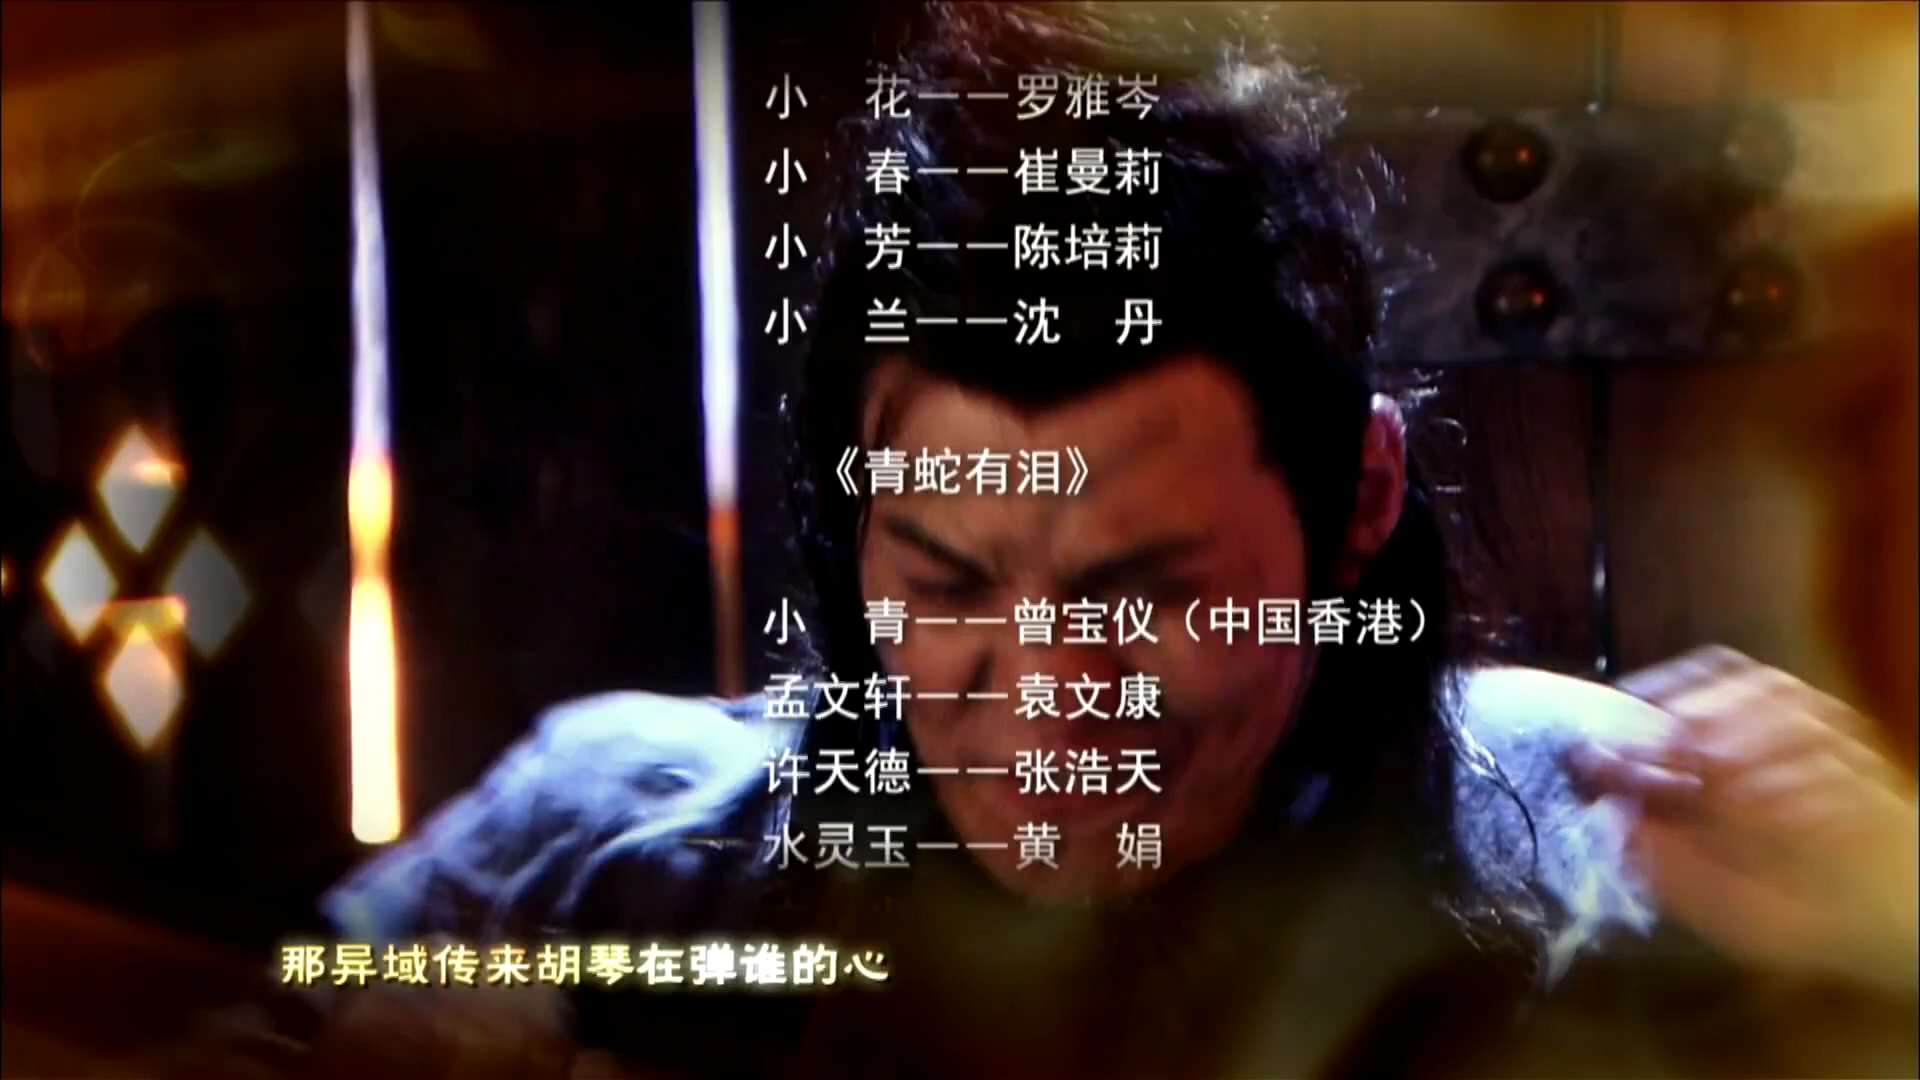 小　花——罗雅岑
小　春——崔曼莉
小　芳——陈培莉
小　兰——沈　丹
《青蛇有泪》
小　青——曾宝仪（中国香港）
孟文轩——袁文康
许天德——张浩天
水灵玉——黄　娟
那异域传来胡琴在弹谁的心